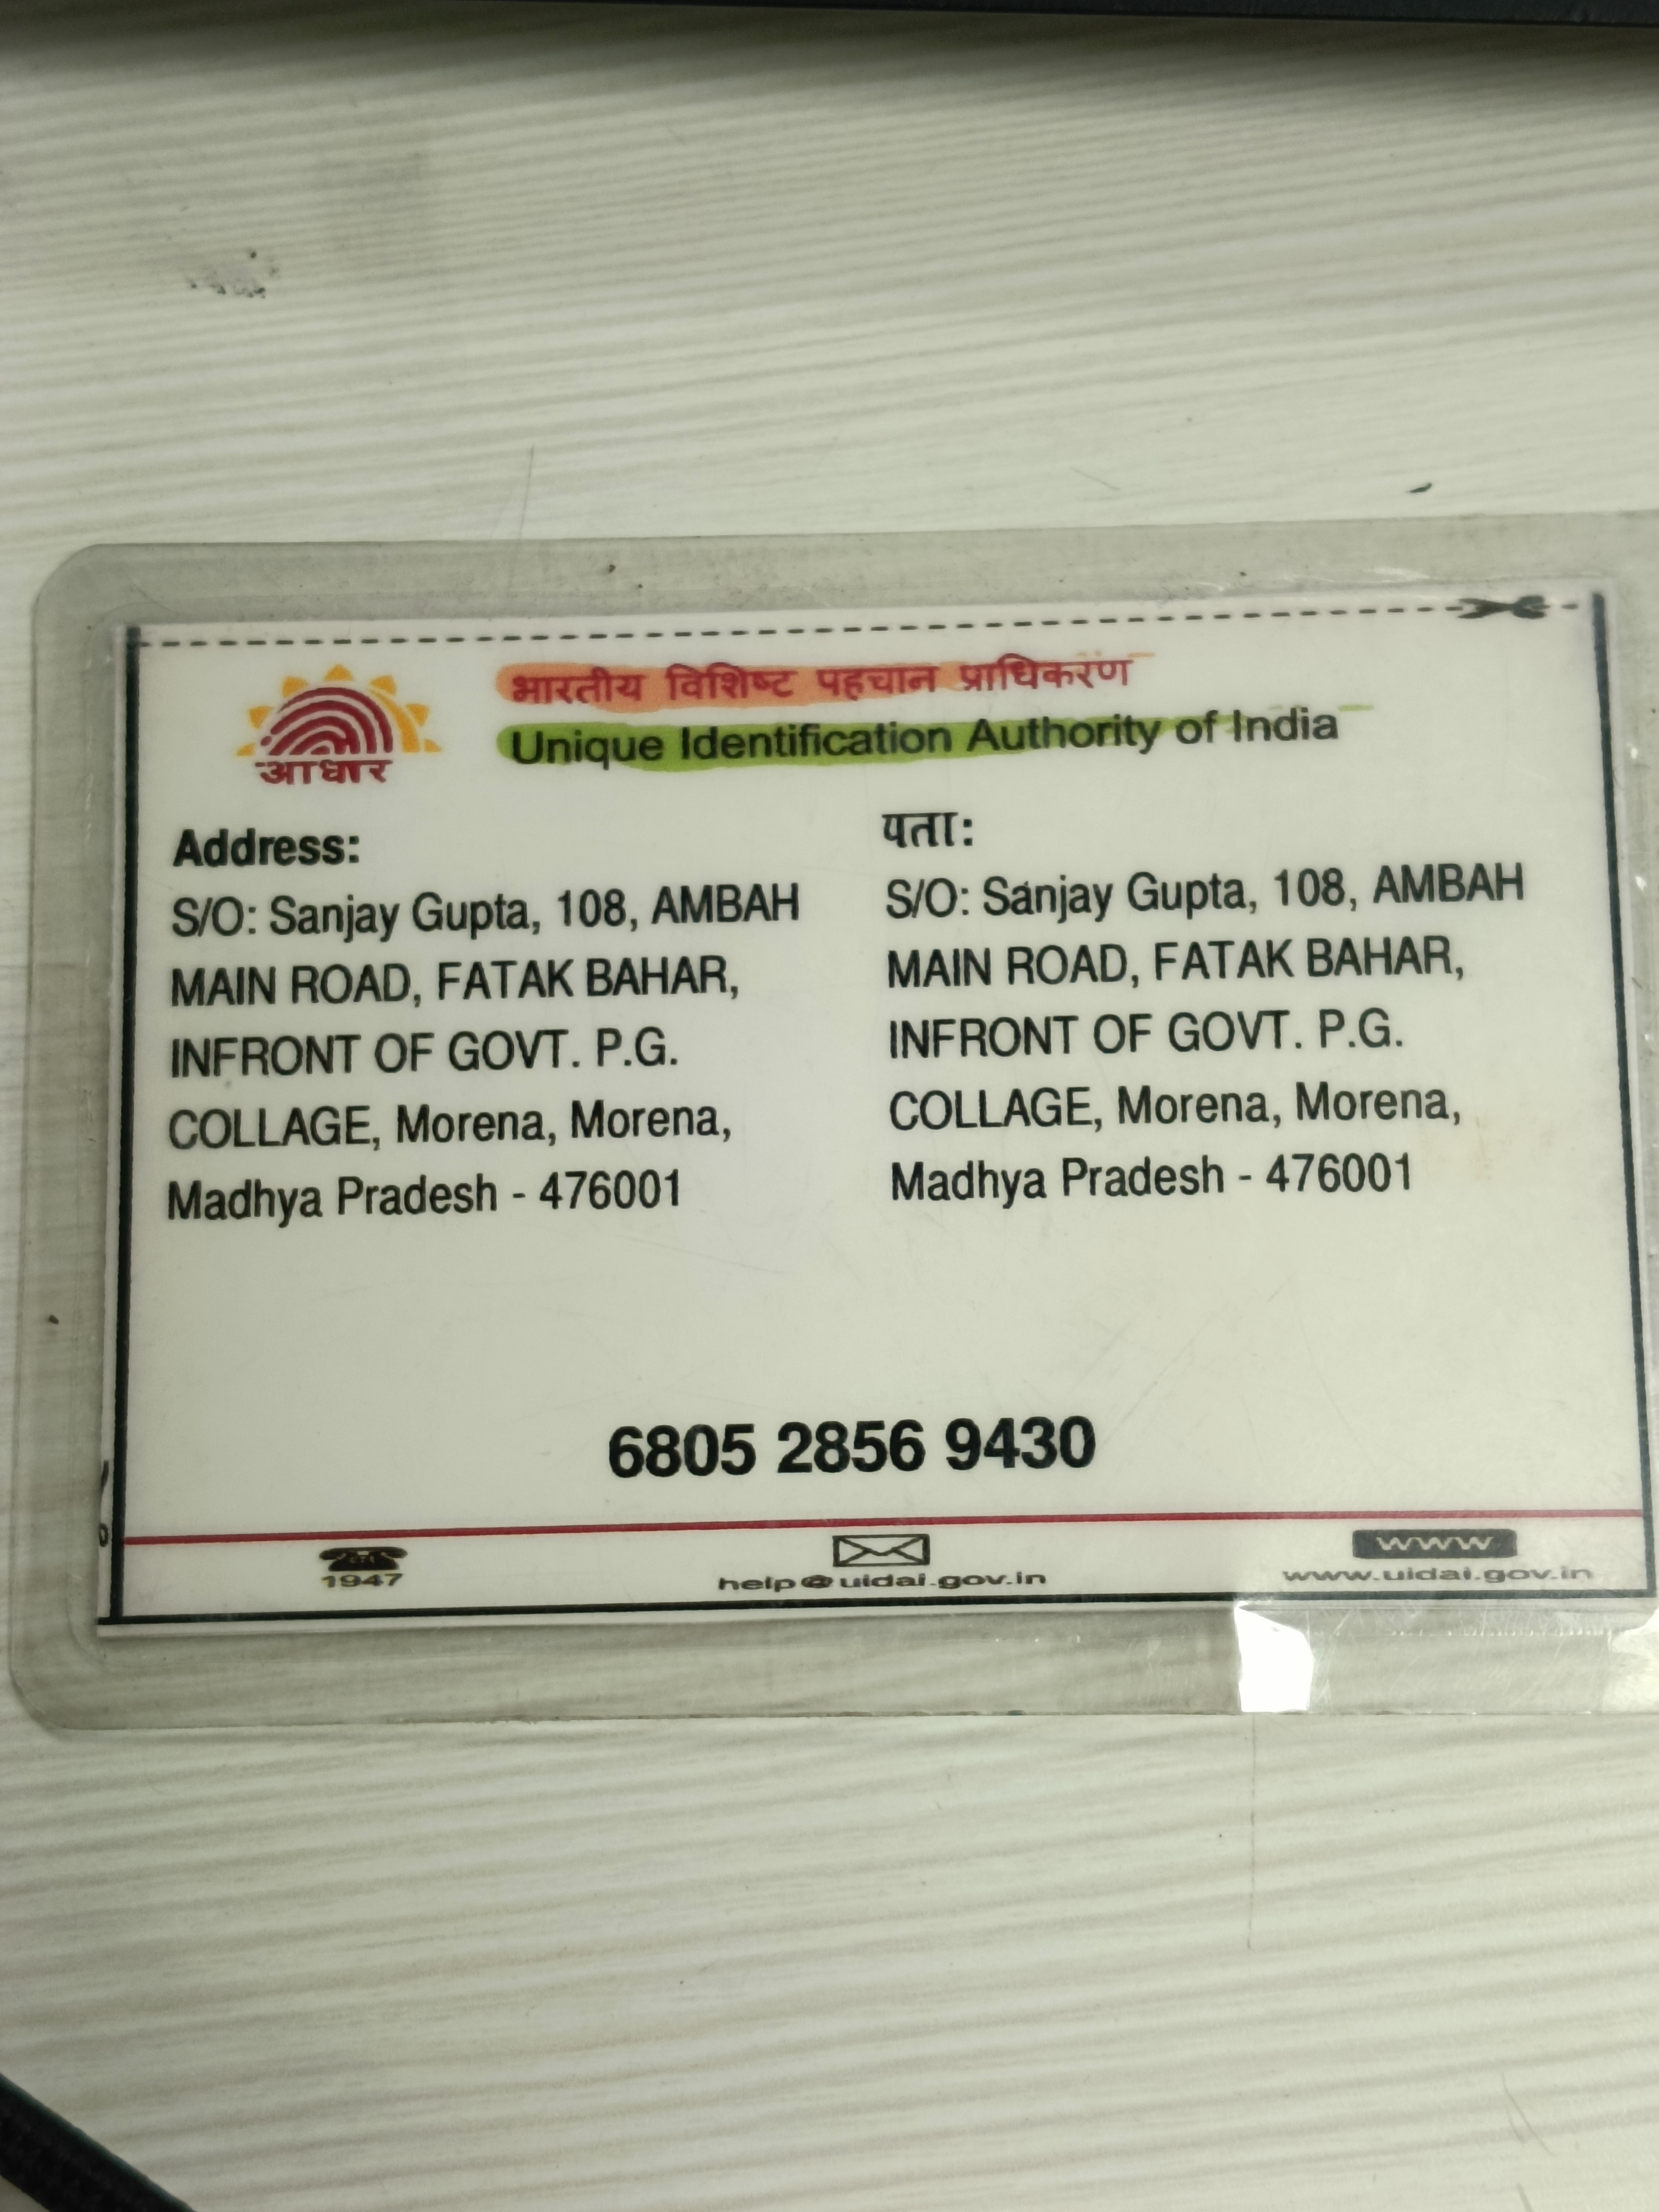 आधार
भारतीय विशिष्ट पहचान प्राधिकरण
Unique Identification Authority of India
Address:
S/O: Sanjay Gupta, 108, AMBAH
MAIN ROAD, FATAK BAHAR,
INFRONT OF GOVT. P.G.
COLLAGE, Morena, Morena,
Madhya Pradesh - 476001
पता:
S/O: Sanjay Gupta, 108, AMBAH
MAIN ROAD, FATAK BAHAR,
INFRONT OF GOVT. P.G.
COLLAGE, Morena, Morena,
Madhya Pradesh - 476001
6805 2856 9430
1947
help@uidai.gov.in
www
www.uidai.gov.in